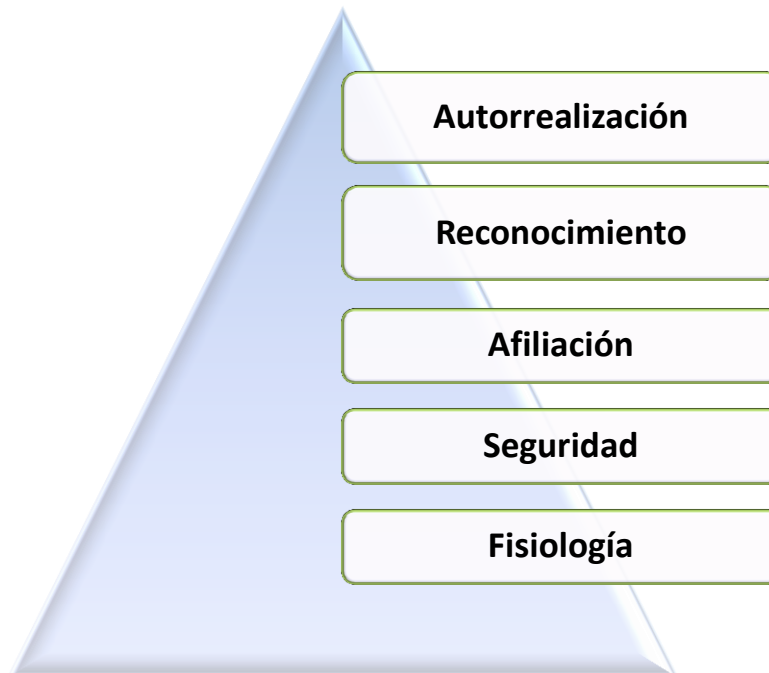 Autorrealización
Reconocimiento
Afiliación
Seguridad
Fisiología